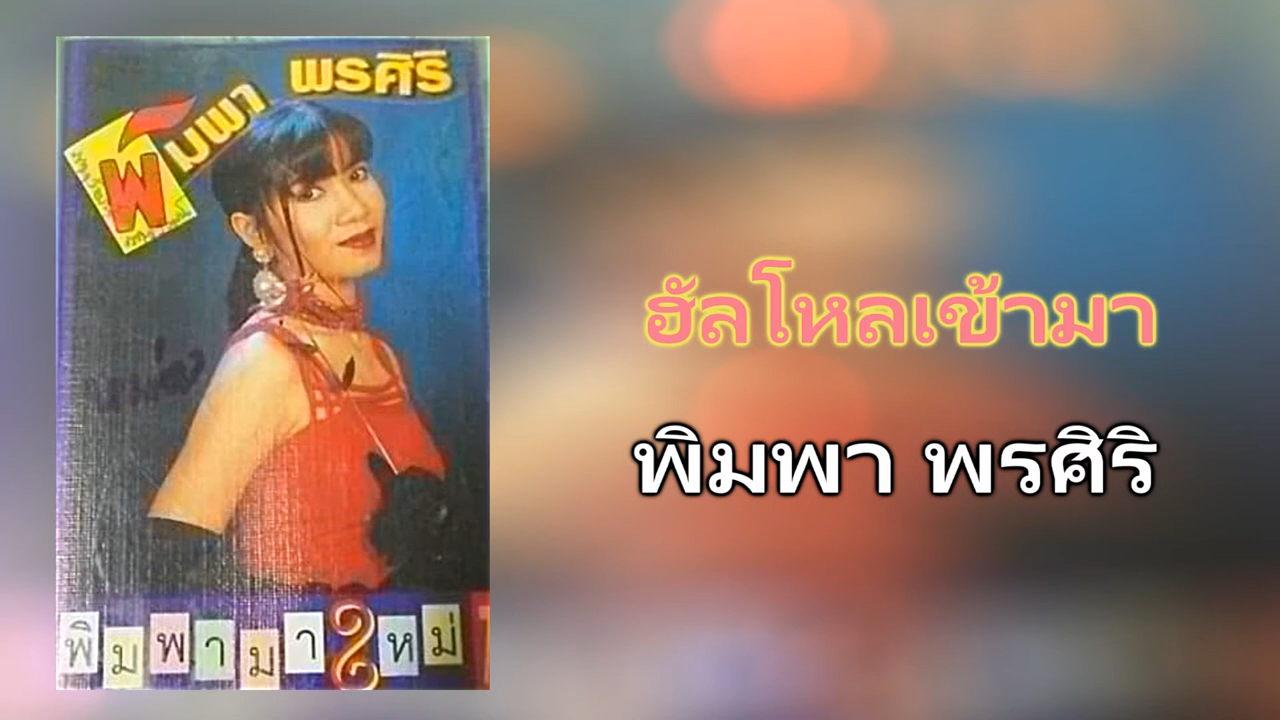 พิมพา พรศิริ
พิมพามาใหม่
ฮัลโหลเข้ามา
พิมพา พรศิริ